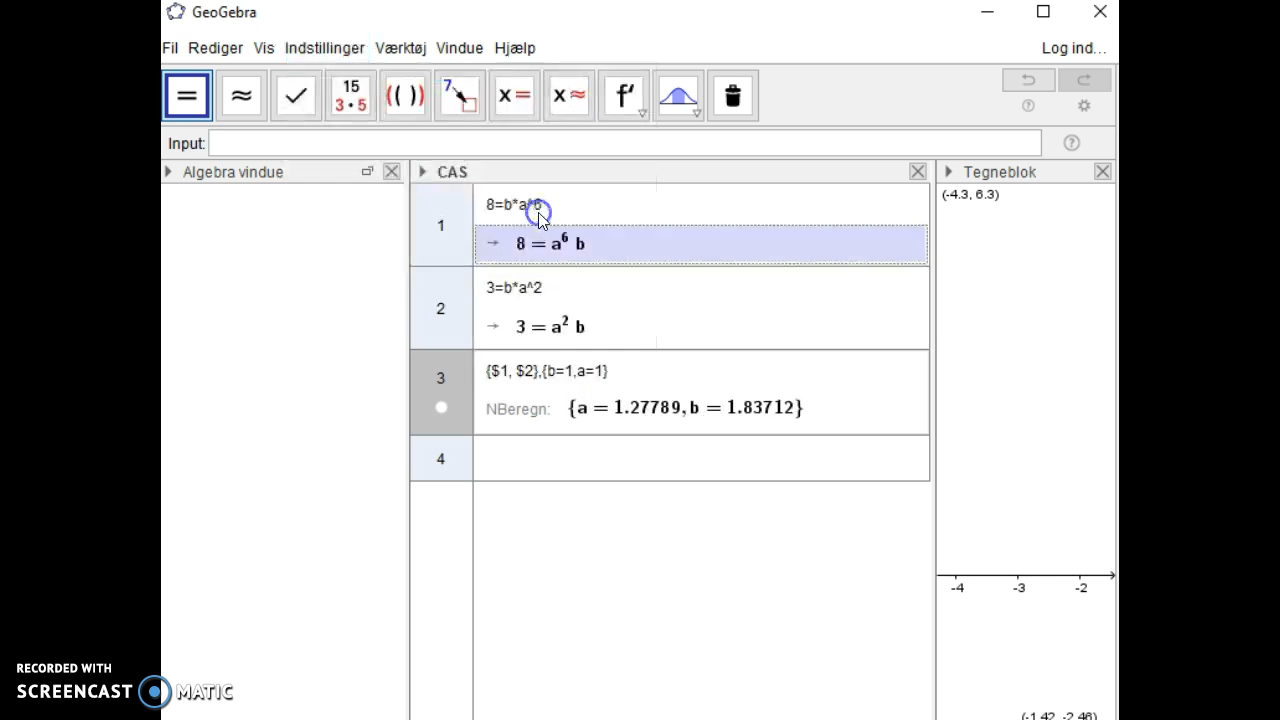 GeoGebra
Fil Rediger Vis Indstillinger Værktøj Vindue Hjælp Log ind...
= ≈ ✓ 15 3·5 (( )) 7 x= x≈ f'
Input:
Algebra vindue
CAS
Tegneblok
1
8=b*a^6
→ 8 = a⁶ b
2
3=b*a^2
→ 3 = a² b
3
{$1, $2},{b=1,a=1}
NBeregn: {a = 1.27789, b = 1.83712}
4
(-4.3, 6.3)
-4 -3 -2
(-1.42, -2.46)
RECORDED WITH
SCREENCAST MATIC